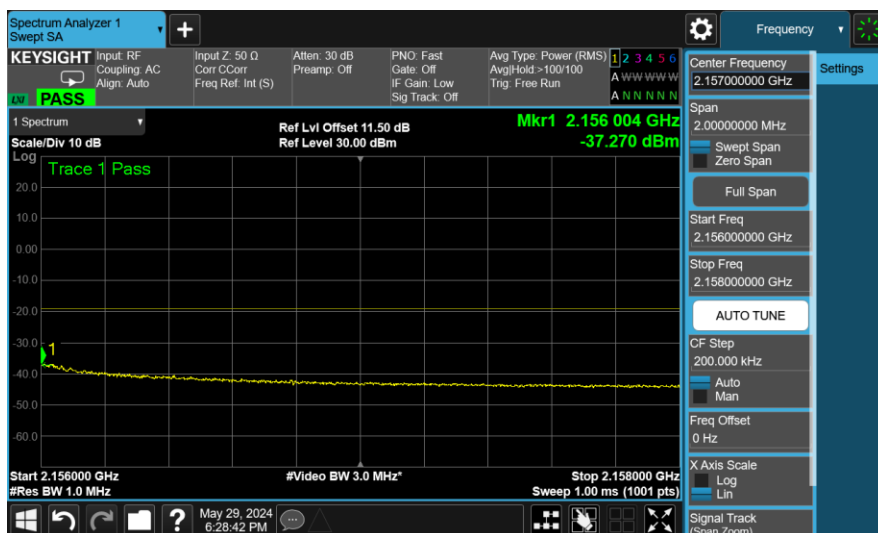 Spectrum Analyzer 1
Swept SA
Frequency
KEYSIGHT
Input: RF
Coupling: AC
Align: Auto
Input Z: 50 Ω
Corr CCorr
Freq Ref: Int (S)
Atten: 30 dB
Preamp: Off
PNO: Fast
Gate: Off
IF Gain: Low
Sig Track: Off
Avg Type: Power (RMS)
Avg|Hold:>100/100
Trig: Free Run
1 2 3 4 5 6
A W W W W W
A N N N N N
LXI PASS
1 Spectrum
Scale/Div 10 dB
Ref Lvl Offset 11.50 dB
Ref Level 30.00 dBm
Mkr1 2.156 004 GHz
-37.270 dBm
Log
Trace 1 Pass
20.0
10.0
0.00
-10.0
-20.0
-30.0
1
-40.0
-50.0
-60.0
Start 2.156000 GHz
#Res BW 1.0 MHz
#Video BW 3.0 MHz*
Stop 2.158000 GHz
Sweep 1.00 ms (1001 pts)
May 29, 2024
6:28:42 PM
Center Frequency
2.157000000 GHz
Settings
Span
2.00000000 MHz
Swept Span
Zero Span
Full Span
Start Freq
2.156000000 GHz
Stop Freq
2.158000000 GHz
AUTO TUNE
CF Step
200.000 kHz
Auto
Man
Freq Offset
0 Hz
X Axis Scale
Log
Lin
Signal Track
(Span Zoom)